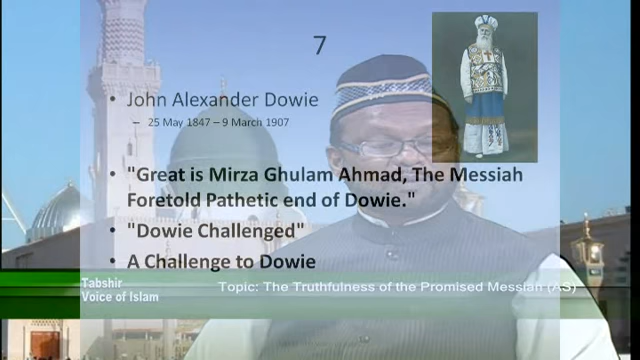 7
• John Alexander Dowie
– 25 May 1847 – 9 March 1907
• "Great is Mirza Ghulam Ahmad, The Messiah
Foretold Pathetic end of Dowie."
• "Dowie Challenged"
• A Challenge to Dowie
Tabshir
Voice of Islam
Topic: The Truthfulness of the Promised Messiah (AS)